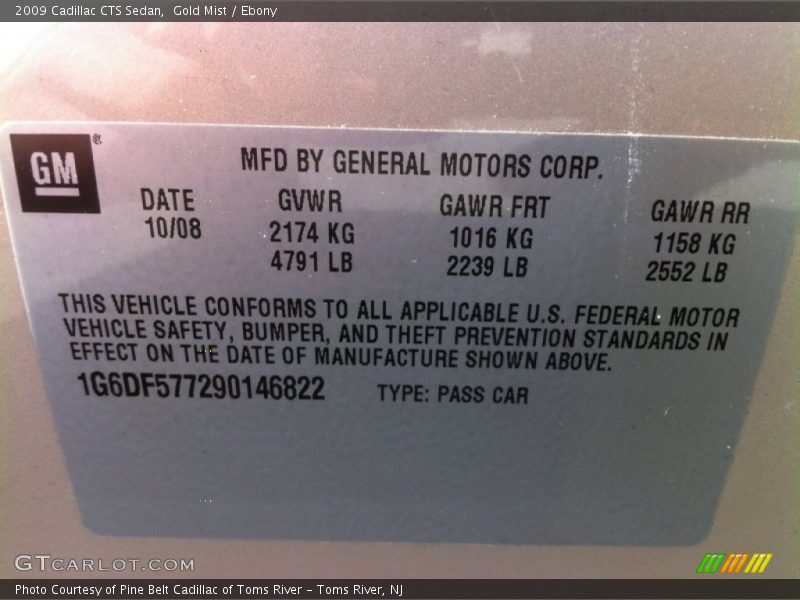 2009 Cadillac CTS Sedan, Gold Mist / Ebony
GM®
MFD BY GENERAL MOTORS CORP.
DATE GVWR GAWR FRT GAWR RR
10/08 2174 KG 1016 KG 1158 KG
4791 LB 2239 LB 2552 LB
THIS VEHICLE CONFORMS TO ALL APPLICABLE U.S. FEDERAL MOTOR
VEHICLE SAFETY, BUMPER, AND THEFT PREVENTION STANDARDS IN
EFFECT ON THE DATE OF MANUFACTURE SHOWN ABOVE.
1G6DF577290146822 TYPE: PASS CAR
GTCARLOT.COM
Photo Courtesy of Pine Belt Cadillac of Toms River – Toms River, NJ